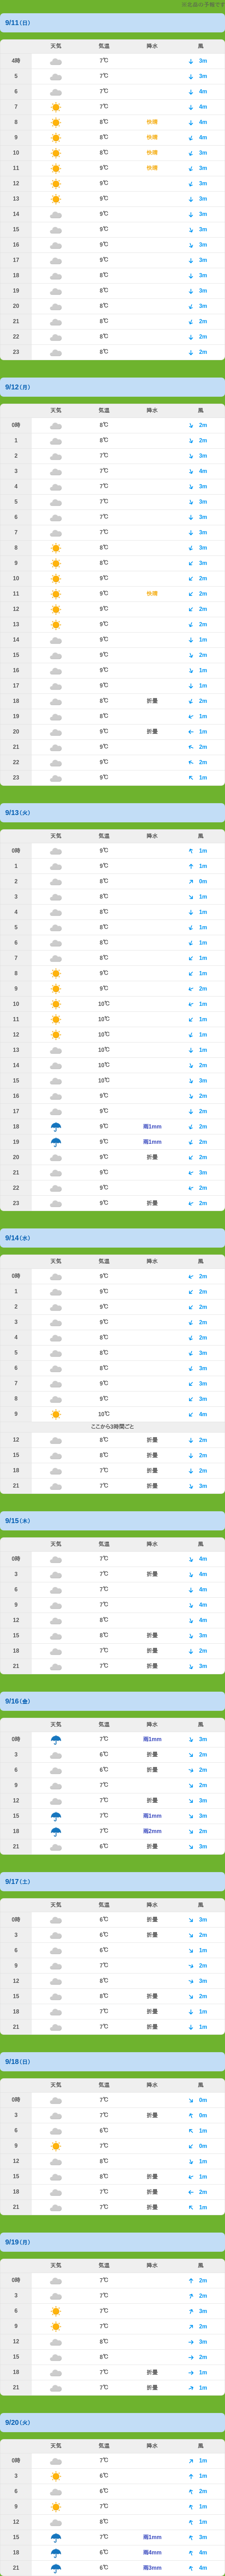 の予報です
9/11(日)
天気 気温 降水 風
4時 7℃ 3m
5 7℃ 3m
6 7℃ 4m
7 7℃ 4m
8 8℃ 快晴 4m
9 8℃ 快晴 4m
10 9℃ 快晴 3m
11 9℃ 快晴 3m
12 9℃ 3m
13 9℃ 3m
14 9℃ 3m
15 9℃ 3m
16 9℃ 3m
17 9℃ 3m
18 8℃ 3m
19 8℃ 3m
20 8℃ 3m
21 8℃ 2m
22 8℃ 2m
23 8℃ 2m
9/12(月)
天気 気温 降水 風
0時 8℃ 2m
1 8℃ 2m
2 7℃ 3m
3 7℃ 4m
4 7℃ 3m
5 7℃ 3m
6 7℃ 3m
7 7℃ 3m
8 8℃ 3m
9 8℃ 3m
10 9℃ 2m
11 9℃ 快晴 2m
12 9℃ 2m
13 9℃ 2m
14 9℃ 1m
15 9℃ 2m
16 9℃ 1m
17 9℃ 1m
18 8℃ 折曇 2m
19 8℃ 1m
20 9℃ 折曇 1m
21 9℃ 2m
22 9℃ 2m
23 9℃ 1m
9/13(火)
天気 気温 降水 風
0時 9℃ 1m
1 9℃ 1m
2 8℃ 0m
3 8℃ 1m
4 8℃ 1m
5 8℃ 1m
6 8℃ 1m
7 8℃ 1m
8 9℃ 1m
9 9℃ 2m
10 10℃ 1m
11 10℃ 1m
12 10℃ 1m
13 10℃ 1m
14 10℃ 2m
15 10℃ 3m
16 9℃ 2m
17 9℃ 2m
18 9℃ 雨1mm 2m
19 9℃ 雨1mm 2m
20 9℃ 折曇 2m
21 9℃ 3m
22 9℃ 2m
23 9℃ 折曇 2m
9/14(水)
天気 気温 降水 風
0時 9℃ 2m
1 9℃ 2m
2 9℃ 2m
3 9℃ 2m
4 8℃ 2m
5 8℃ 3m
6 8℃ 3m
7 9℃ 3m
8 9℃ 3m
9 10℃ 4m
ここから3時間ごと
12 8℃ 折曇 2m
15 8℃ 折曇 2m
18 7℃ 折曇 2m
21 7℃ 折曇 3m
9/15(木)
天気 気温 降水 風
0時 7℃ 4m
3 7℃ 折曇 4m
6 7℃ 4m
9 7℃ 4m
12 8℃ 4m
15 8℃ 折曇 3m
18 7℃ 折曇 2m
21 7℃ 折曇 3m
9/16(金)
天気 気温 降水 風
0時 7℃ 雨1mm 3m
3 6℃ 折曇 2m
6 6℃ 折曇 2m
9 7℃ 2m
12 7℃ 折曇 3m
15 7℃ 雨1mm 3m
18 7℃ 雨2mm 2m
21 6℃ 折曇 3m
9/17(土)
天気 気温 降水 風
0時 6℃ 折曇 3m
3 6℃ 折曇 2m
6 6℃ 1m
9 7℃ 2m
12 8℃ 3m
15 8℃ 折曇 2m
18 7℃ 折曇 1m
21 7℃ 折曇 1m
9/18(日)
天気 気温 降水 風
0時 7℃ 0m
3 7℃ 折曇 0m
6 6℃ 1m
9 7℃ 0m
12 8℃ 1m
15 8℃ 折曇 1m
18 7℃ 折曇 2m
21 7℃ 折曇 1m
9/19(月)
天気 気温 降水 風
0時 7℃ 2m
3 7℃ 2m
6 7℃ 3m
9 7℃ 2m
12 8℃ 3m
15 8℃ 2m
18 7℃ 折曇 1m
21 7℃ 折曇 1m
9/20(火)
天気 気温 降水 風
0時 7℃ 1m
3 6℃ 1m
6 6℃ 2m
9 7℃ 1m
12 8℃ 1m
15 7℃ 雨1mm 3m
18 6℃ 雨4mm 4m
21 6℃ 雨3mm 4m